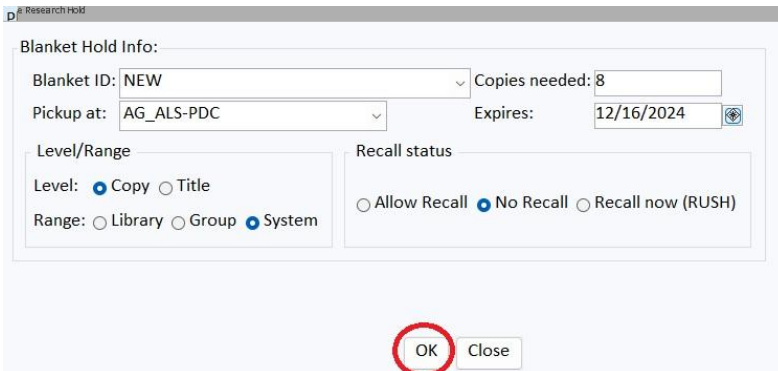 e Research Hold
Blanket Hold Info:
Blanket ID: NEW Copies needed: 8
Pickup at: AG_ALS-PDC Expires: 12/16/2024
Level/Range Recall status
Level: Copy Title
Allow Recall No Recall Recall now (RUSH)
Range: Library Group System
OK Close